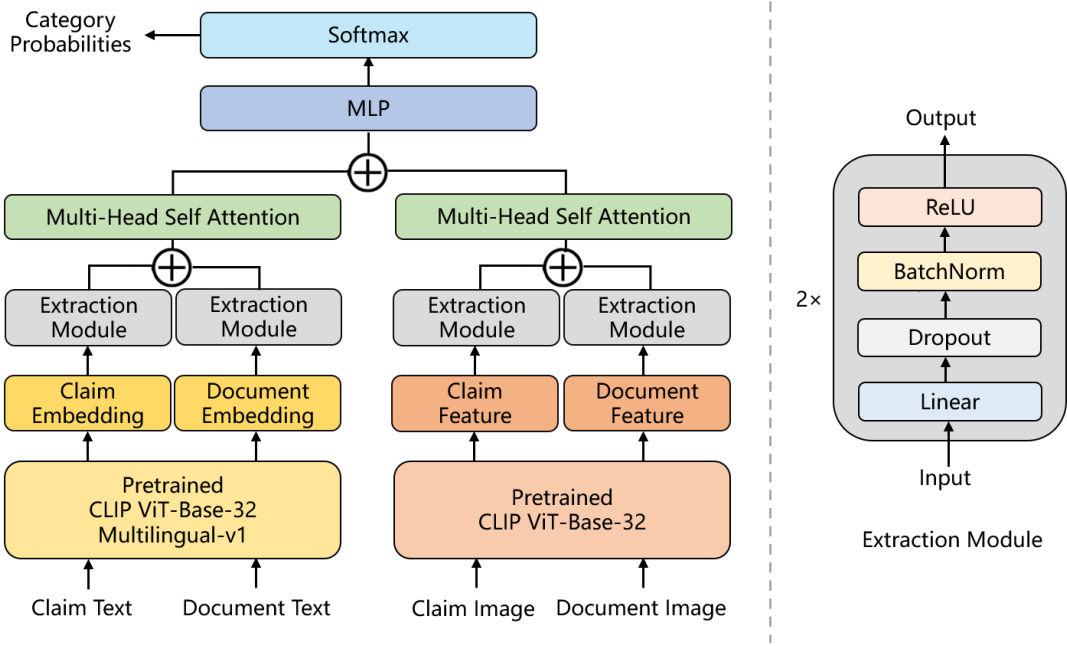 Category
Probabilities
Softmax
MLP
Multi-Head Self Attention
Multi-Head Self Attention
Extraction
Module
Extraction
Module
Extraction
Module
Extraction
Module
Claim
Embedding
Document
Embedding
Claim
Feature
Document
Feature
Pretrained
CLIP ViT-Base-32
Multilingual-v1
Pretrained
CLIP ViT-Base-32
Claim Text
Document Text
Claim Image
Document Image
Output
ReLU
BatchNorm
2×
Dropout
Linear
Input
Extraction Module